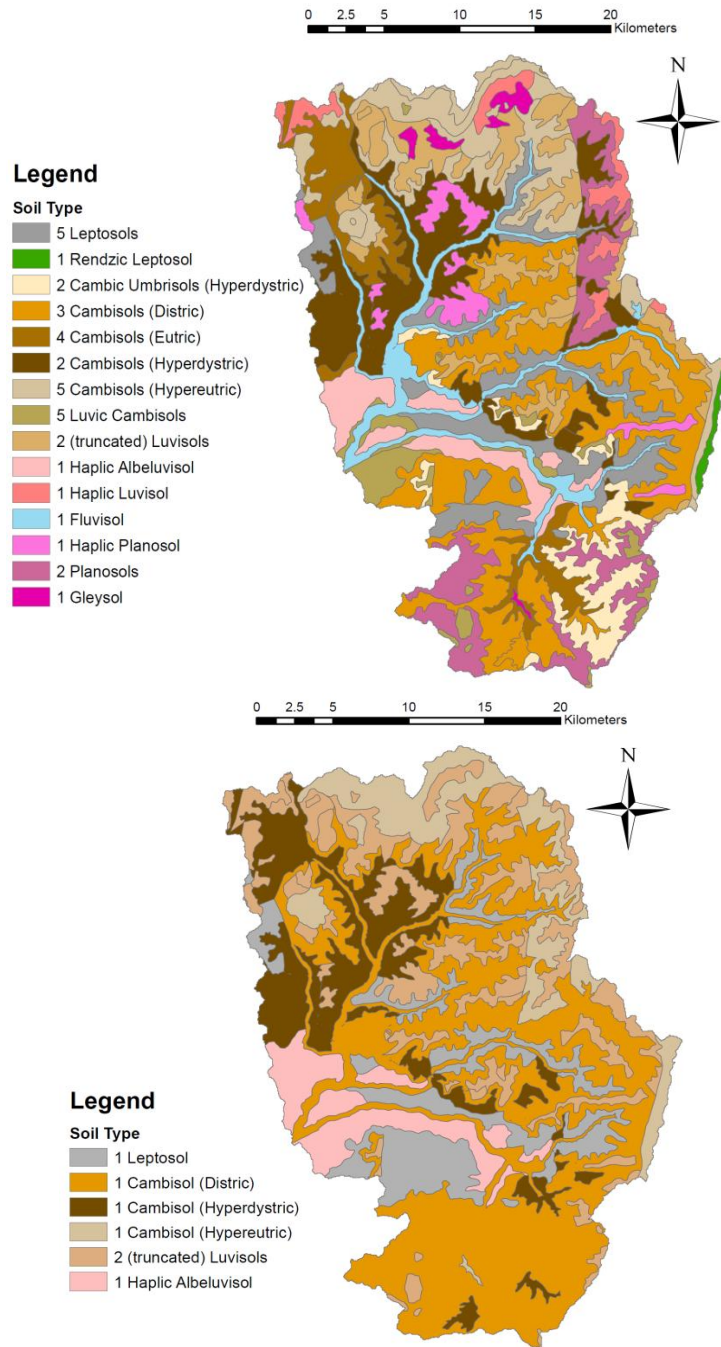 0 2.5 5 10 15 20
Kilometers
N
Legend
Soil Type
5 Leptosols
1 Rendzic Leptosol
2 Cambic Umbrisols (Hyperdystric)
3 Cambisols (Distric)
4 Cambisols (Eutric)
2 Cambisols (Hyperdystric)
5 Cambisols (Hypereutric)
5 Luvic Cambisols
2 (truncated) Luvisols
1 Haplic Albeluvisol
1 Haplic Luvisol
1 Fluvisol
1 Haplic Planosol
2 Planosols
1 Gleysol
0 2.5 5 10 15 20
Kilometers
N
Legend
Soil Type
1 Leptosol
1 Cambisol (Distric)
1 Cambisol (Hyperdystric)
1 Cambisol (Hypereutric)
2 (truncated) Luvisols
1 Haplic Albeluvisol